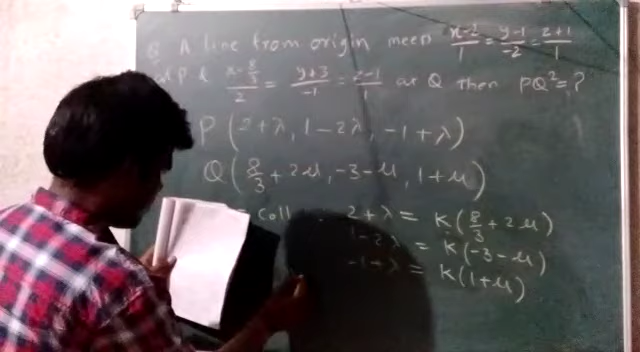 Q A line from origin meets (x-2)/1 = (y-1)/-2 = (z+1)/1
at P & (x-8/3)/2 = (y+3)/-1 = (z-1)/1 at Q then PQ² = ?
P (2+λ, 1-2λ, -1+λ)
Q (8/3+2μ, -3-μ, 1+μ)
coll 2+λ = K(8/3+2μ)
1-2λ = K(-3-μ)
-1+λ = K(1+μ)